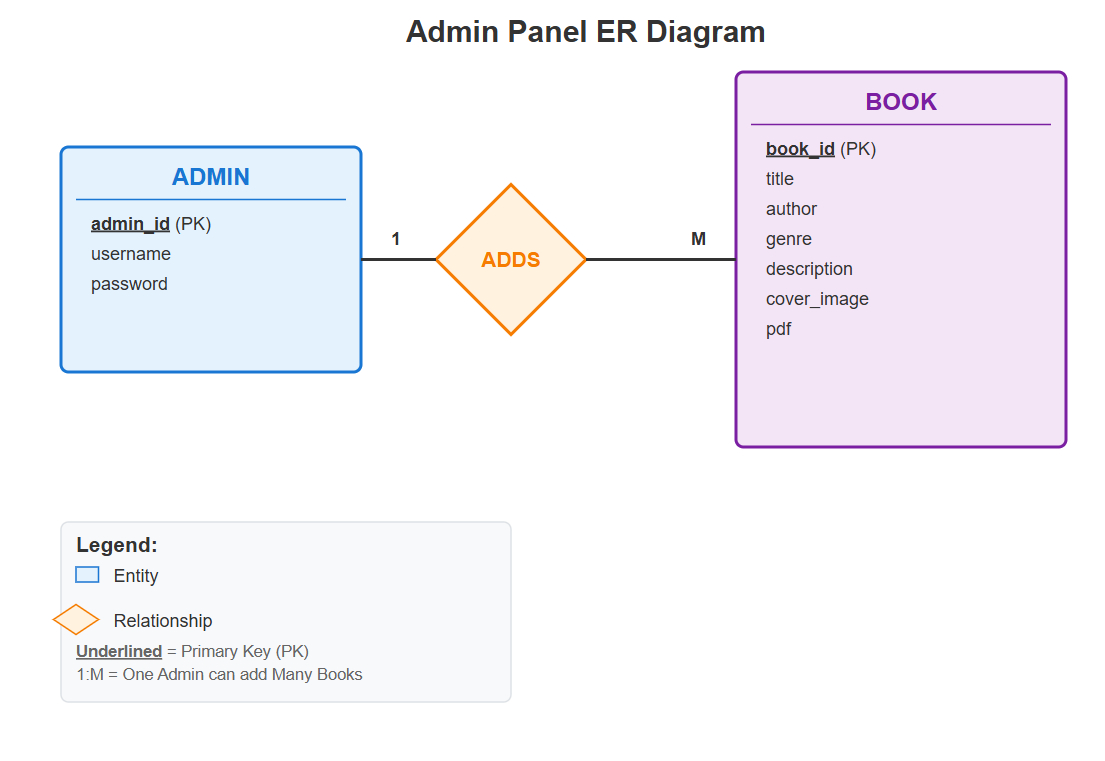 Admin Panel ER Diagram
ADMIN
admin_id (PK)
username
password
1
ADDS
M
BOOK
book_id (PK)
title
author
genre
description
cover_image
pdf
Legend:
Entity
Relationship
Underlined = Primary Key (PK)
1:M = One Admin can add Many Books